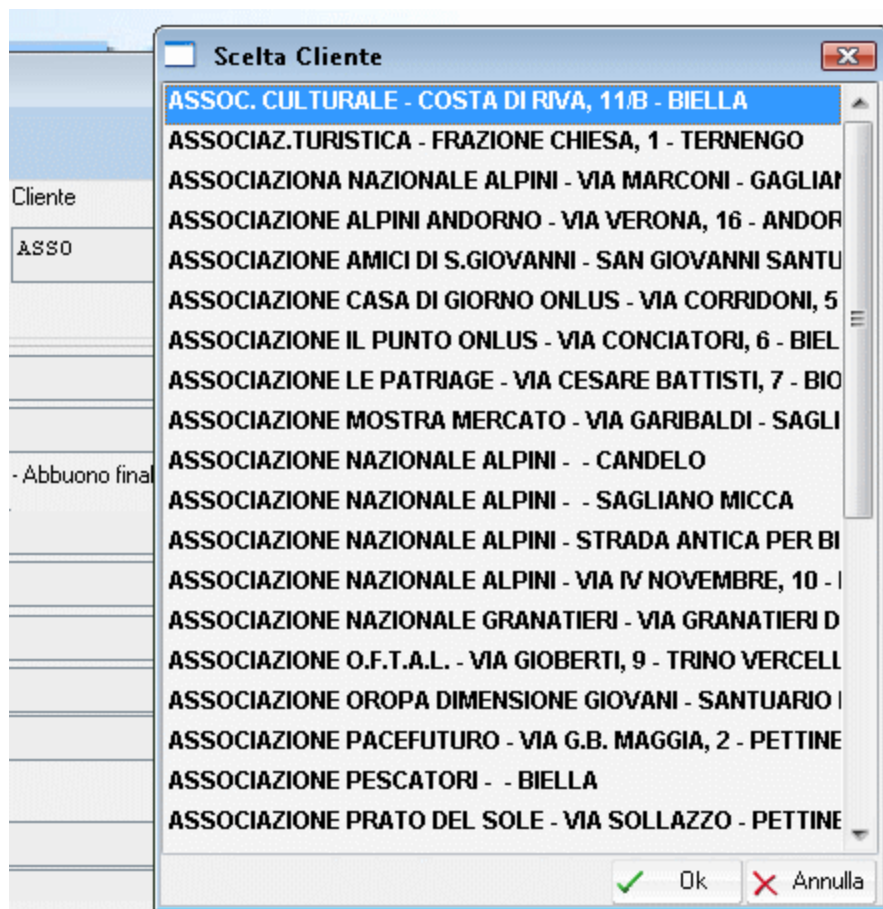 Scelta Cliente
ASSOC. CULTURALE - COSTA DI RIVA, 11/B - BIELLA
ASSOCIAZ.TURISTICA - FRAZIONE CHIESA, 1 - TERNENGO
ASSOCIAZIONA NAZIONALE ALPINI - VIA MARCONI -
ASSOCIAZIONE ALPINI ANDORNO - VIA VERONA, 16 - ANDOR
ASSOCIAZIONE AMICI DI S.GIOVANNI - SAN GIOVANNI SANTU
ASSOCIAZIONE CASA DI GIORNO ONLUS - VIA CORRIDONI, 5
ASSOCIAZIONE IL PUNTO ONLUS - VIA CONCIATORI, 6 - BIEL
ASSOCIAZIONE LE PATRIAGE - VIA CESARE BATTISTI, 7 - BIO
ASSOCIAZIONE MOSTRA MERCATO - VIA GARIBALDI - SAGLI
ASSOCIAZIONE NAZIONALE ALPINI - - CANDELO
ASSOCIAZIONE NAZIONALE ALPINI - - SAGLIANO MICCA
ASSOCIAZIONE NAZIONALE ALPINI - STRADA ANTICA PER BI
ASSOCIAZIONE NAZIONALE ALPINI - VIA IV NOVEMBRE, 10 -
ASSOCIAZIONE NAZIONALE GRANATIERI - VIA GRANATIERI D
ASSOCIAZIONE O.F.T.A.L. - VIA GIOBERTI, 9 - TRINO VERCELL
ASSOCIAZIONE OROPA DIMENSIONE GIOVANI - SANTUARIO
ASSOCIAZIONE PACEFUTURO - VIA G.B. MAGGIA, 2 - PETTINE
ASSOCIAZIONE PESCATORI - - BIELLA
ASSOCIAZIONE PRATO DEL SOLE - VIA SOLLAZZO - PETTINE
Ok Annulla
Cliente
ASSO
- Abbuono final